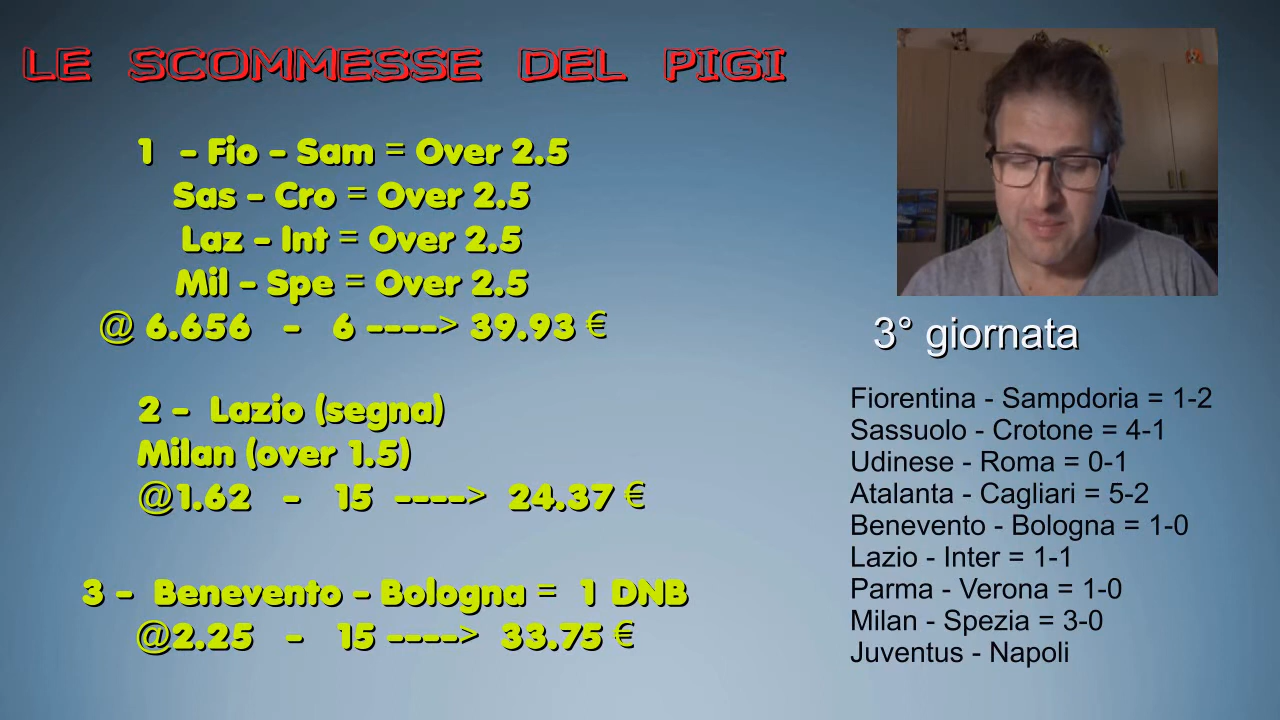 LE SCOMMESSE DEL PIGI
1 - Fio - Sam = Over 2.5
Sas - Cro = Over 2.5
Laz - Int = Over 2.5
Mil - Spe = Over 2.5
@ 6.656 - 6 ----> 39.93 €
2 - Lazio (segna)
Milan (over 1.5)
@1.62 - 15 ----> 24.37 €
3 - Benevento - Bologna = 1 DNB
@2.25 - 15 ----> 33.75 €
3° giornata
Fiorentina - Sampdoria = 1-2
Sassuolo - Crotone = 4-1
Udinese - Roma = 0-1
Atalanta - Cagliari = 5-2
Benevento - Bologna = 1-0
Lazio - Inter = 1-1
Parma - Verona = 1-0
Milan - Spezia = 3-0
Juventus - Napoli